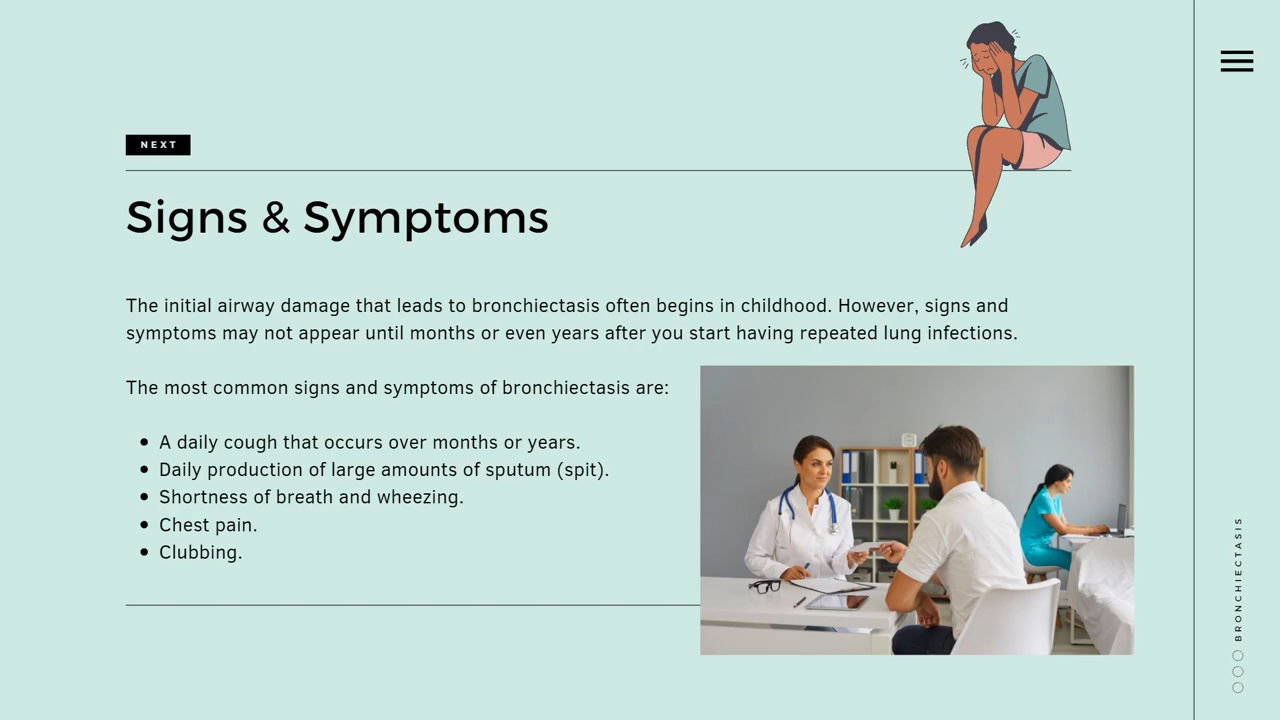 NEXT
Signs & Symptoms
The initial airway damage that leads to bronchiectasis often begins in childhood. However, signs and
symptoms may not appear until months or even years after you start having repeated lung infections.
The most common signs and symptoms of bronchiectasis are:
A daily cough that occurs over months or years.
Daily production of large amounts of sputum (spit).
Shortness of breath and wheezing.
Chest pain.
Clubbing.
BRONCHIECTASIS